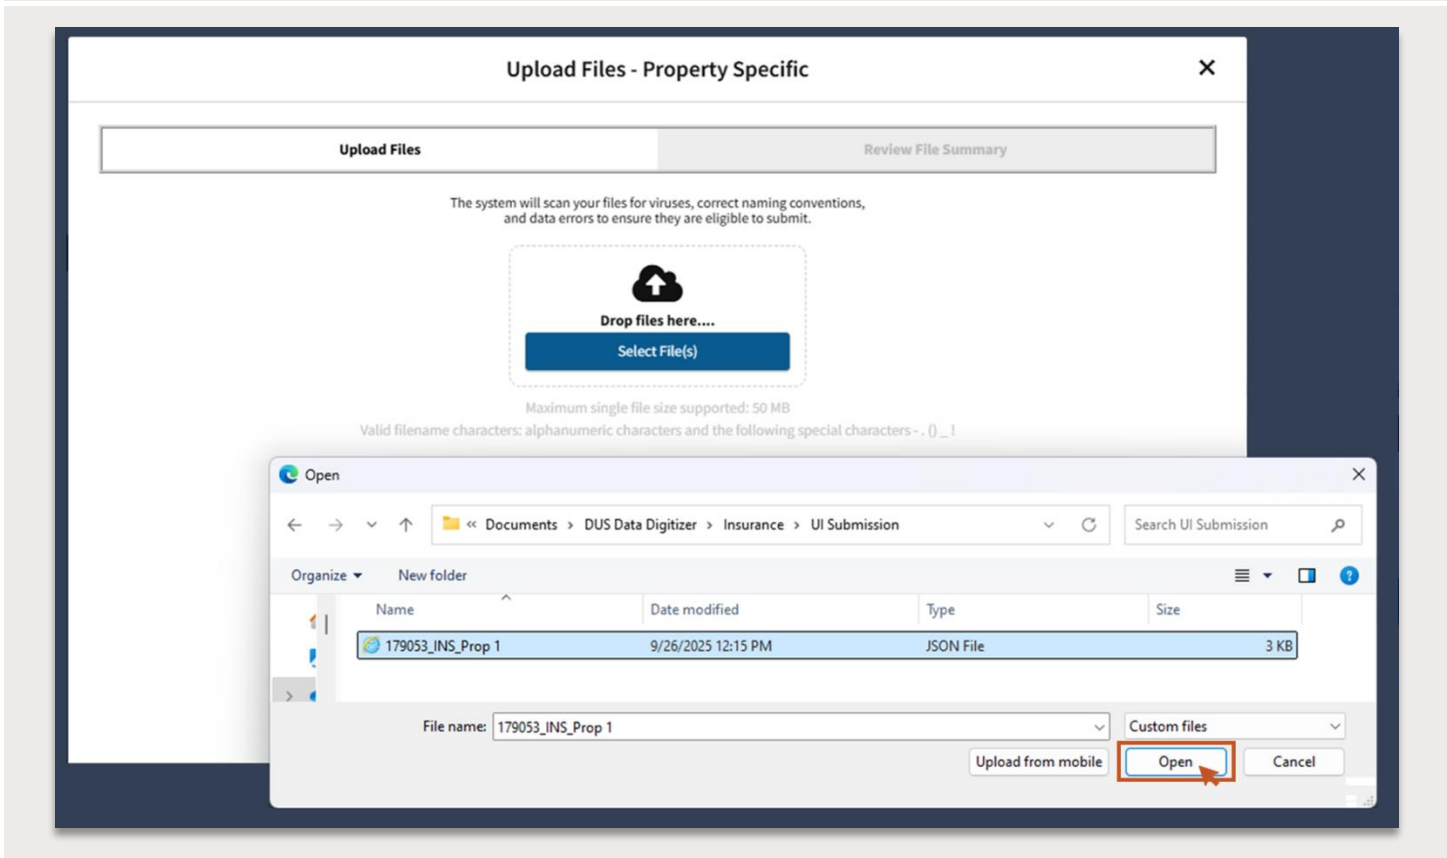 Upload Files - Property Specific
Upload Files
Review File Summary
The system will scan your files for viruses, correct naming conventions,
and data errors to ensure they are eligible to submit.
Drop files here....
Select File(s)
Maximum single file size supported: 50 MB
Valid filename characters: alphanumeric characters and the following special characters - . () _ !
Open
« Documents > DUS Data Digitizer > Insurance > UI Submission
Search UI Submission
Organize
New folder
Name
Date modified
Type
Size
179053_INS_Prop 1
9/26/2025 12:15 PM
JSON File
3 KB
File name:
179053_INS_Prop 1
Custom files
Upload from mobile
Open
Cancel